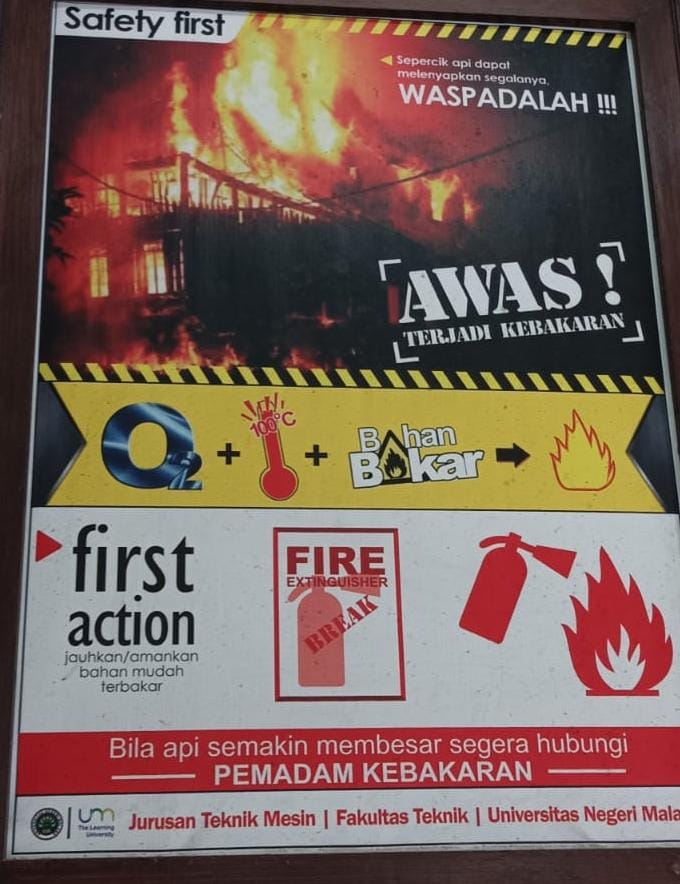 Safety first
Sepercik api dapat
melenyapkan segalanya,
WASPADALAH !!!
AWAS !
TERJADI KEBAKARAN
O2 + 100°C + Bahan
Bakar
first
action
jauhkan/amankan
bahan mudah
terbakar
FIRE
EXTINGUISHER
BREAK
Bila api semakin membesar segera hubungi
PEMADAM KEBAKARAN
um
The Learning
University
Jurusan Teknik Mesin | Fakultas Teknik | Universitas Negeri Mala